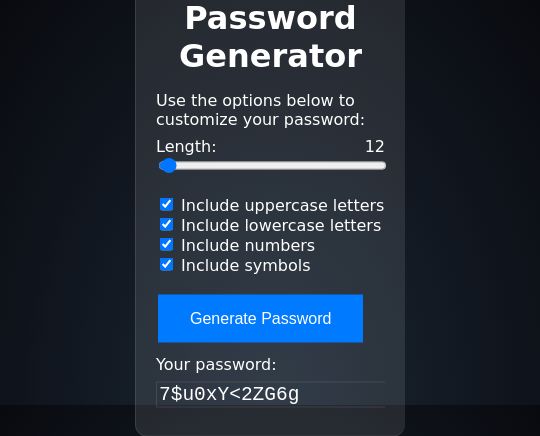 Password
Generator
Use the options below to
customize your password:
Length: 12
Include uppercase letters
Include lowercase letters
Include numbers
Include symbols
Generate Password
Your password:
7$u0xY<2ZG6g